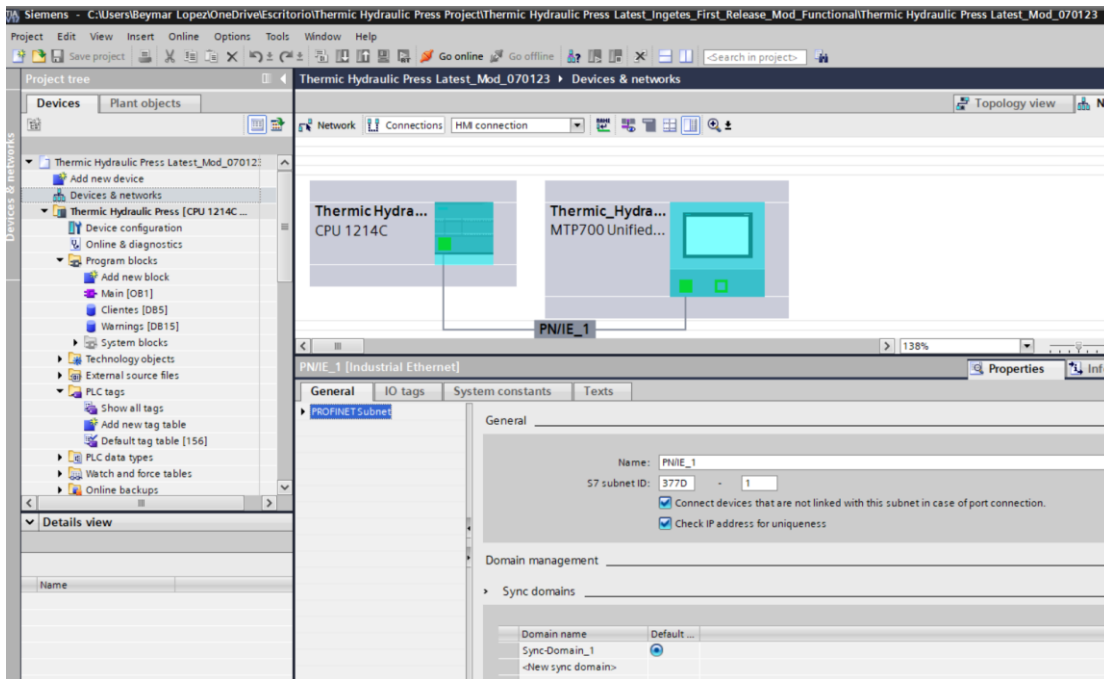 Siemens - C:\Users\Beymar Lopez\OneDrive\Escritorio\Thermic Hydraulic Press Project\Thermic Hydraulic Press Latest_Ingetes_First_Release_Mod_Functional\Thermic Hydraulic Press Latest_Mod_070123
Project Edit View Insert Online Options Tools Window Help
Save project Go online Go offline <Search in project>
Project tree
Thermic Hydraulic Press Latest_Mod_070123 Devices & networks
Devices Plant objects
Topology view N
Network Connections HMI connection
Devices & networks
Thermic Hydraulic Press Latest_Mod_070123
Add new device
Devices & networks
Thermic Hydraulic Press [CPU 1214C ...
Device configuration
Online & diagnostics
Program blocks
Add new block
Main [OB1]
Clientes [DB5]
Warnings [DB15]
System blocks
Technology objects
External source files
PLC tags
Show all tags
Add new tag table
Default tag table [156]
PLC data types
Watch and force tables
Online backups
Details view
Name
Thermic Hydra...
CPU 1214C
Thermic_Hydra...
MTP700 Unified...
PN/IE_1
138%
PN/IE_1 [Industrial Ethernet]
Properties Inf
General IO tags System constants Texts
PROFINET Subnet
General
Name: PN/IE_1
S7 subnet ID: 377D - 1
Connect devices that are not linked with this subnet in case of port connection.
Check IP address for uniqueness
Domain management
Sync domains
Domain name Default ...
Sync-Domain_1
<New sync domain>